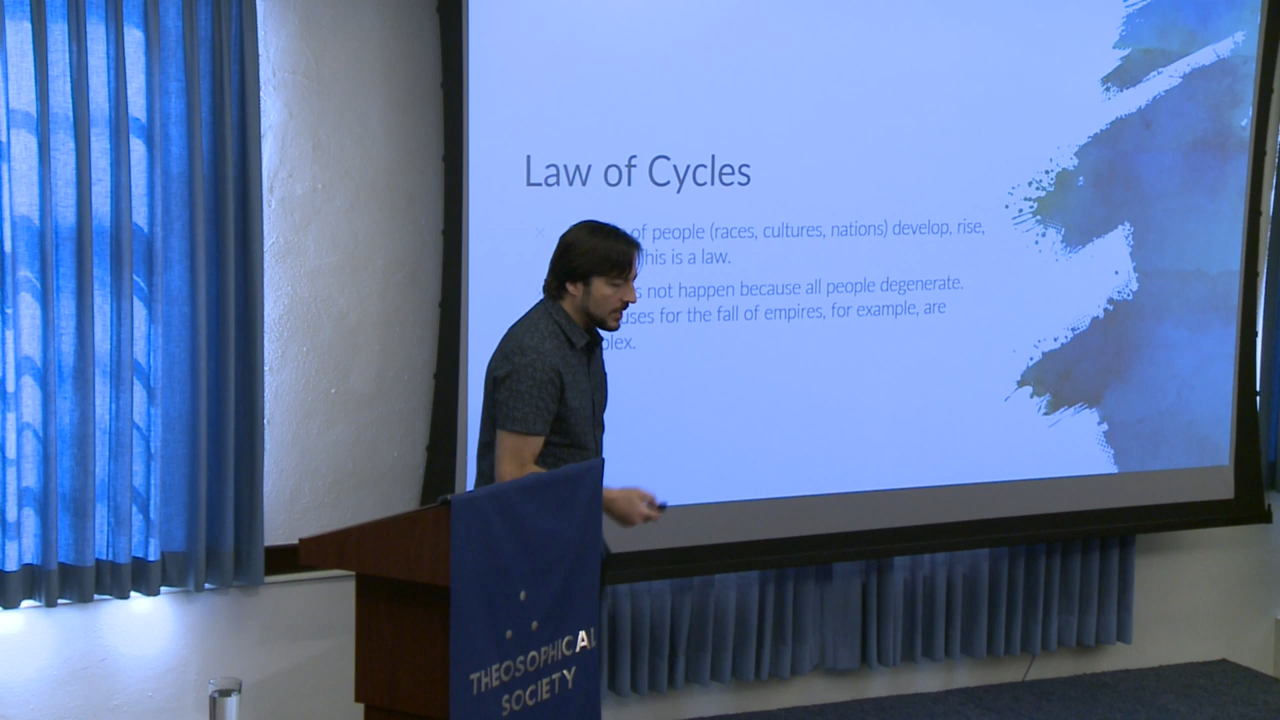 Law of Cycles
of people (races, cultures, nations) develop, rise,
his is a law.
s not happen because all people degenerate.
uses for the fall of empires, for example, are
plex.
THEOSOPHICAL
SOCIETY